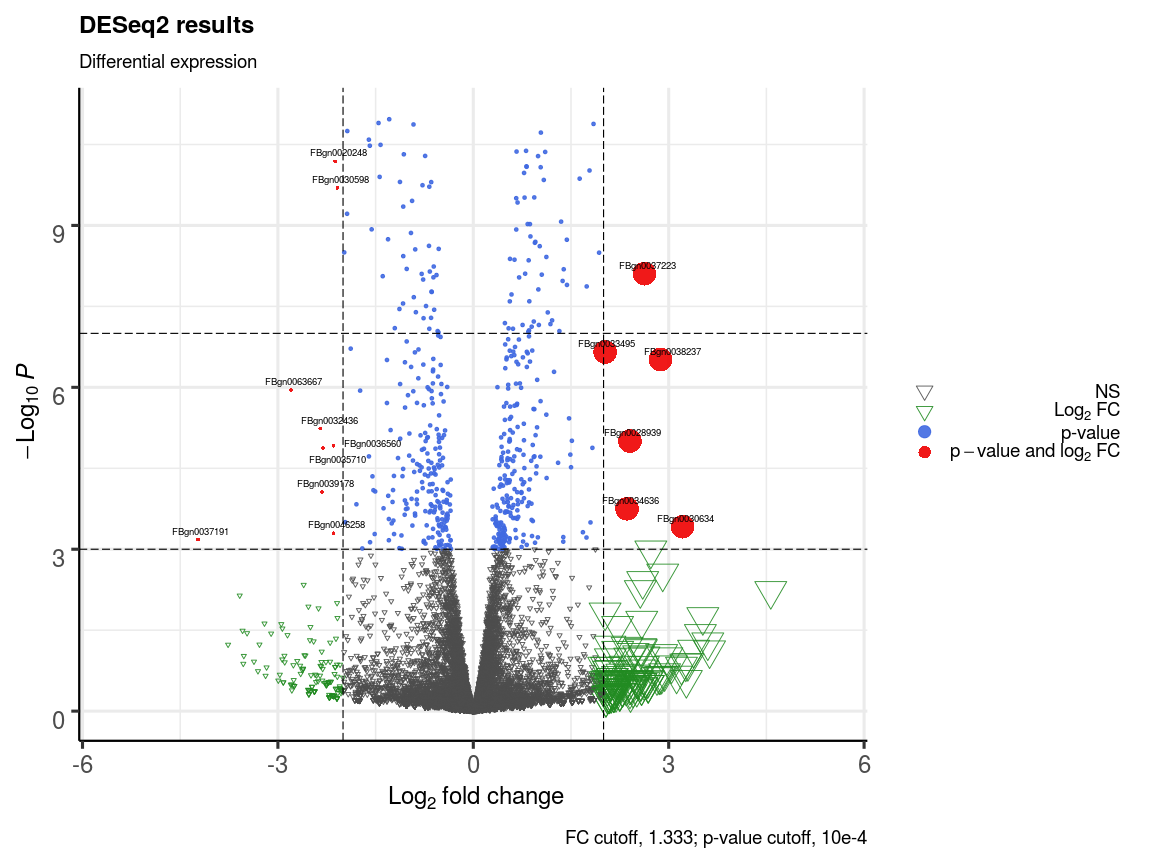 DESeq2 results
Differential expression
FBgn0020248
FBgn0030598
9
FBgn0037223
FBgn0033495
FBgn0038237
6
FBgn0063667
FBgn0032436
FBgn0028939
FBgn0036560
FBgn0035710
FBgn0039178
FBgn0034636
FBgn0030634
FBgn0046258
FBgn0037191
3
0
−Log10 P
-6 -3 0 3 6
Log2 fold change
NS
Log2 FC
p-value
p − value and log2 FC
FC cutoff, 1.333; p-value cutoff, 10e-4